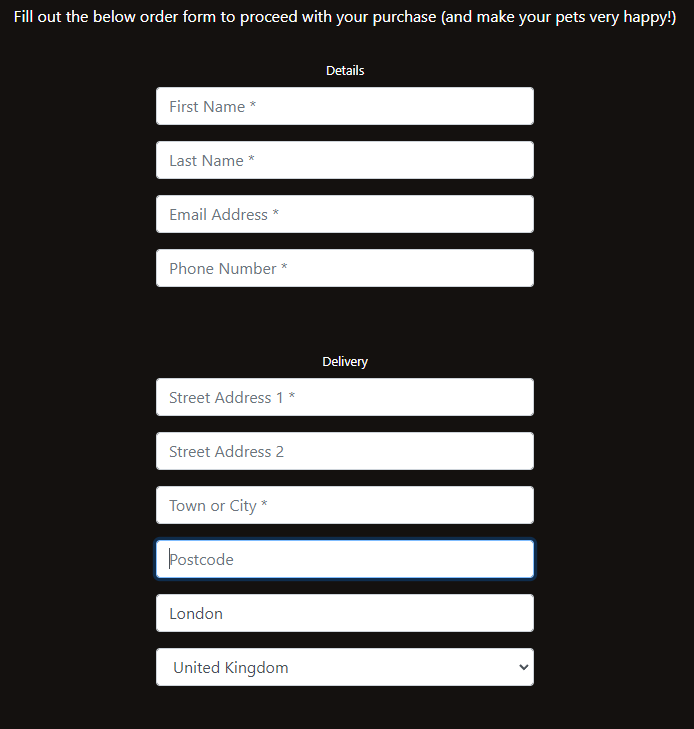 Fill out the below order form to proceed with your purchase (and make your pets very happy!)
Details
First Name *
Last Name *
Email Address *
Phone Number *
Delivery
Street Address 1 *
Street Address 2
Town or City *
Postcode
London
United Kingdom